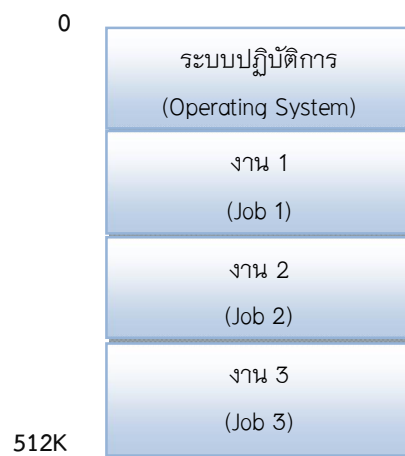 0
ระบบปฏิบัติการ
(Operating System)
งาน 1
(Job 1)
งาน 2
(Job 2)
งาน 3
(Job 3)
512K